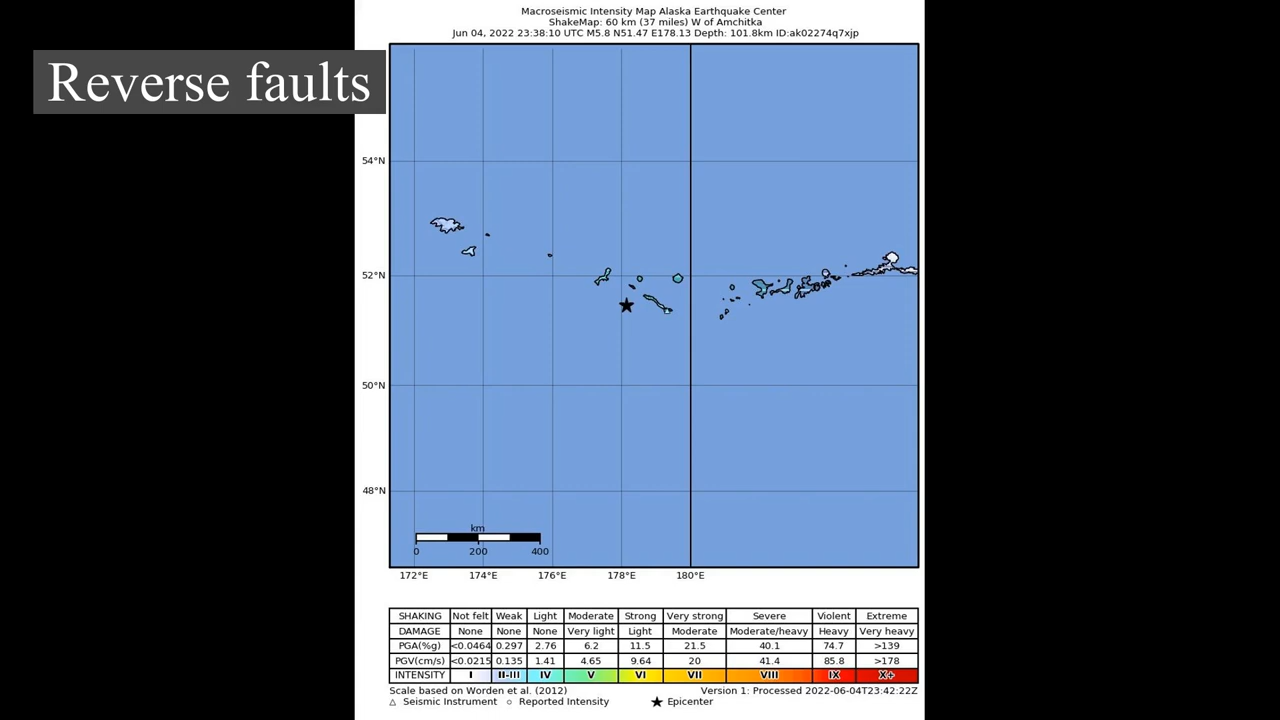 Macroseismic Intensity Map Alaska Earthquake Center
ShakeMap: 60 km (37 miles) W of Amchitka
Jun 04, 2022 23:38:10 UTC M5.8 N51.47 E178.13 Depth: 101.8km ID:ak02274q7xjp
Reverse faults
54°N
52°N
50°N
48°N
km
0 200 400
172°E 174°E 176°E 178°E 180°E
SHAKING Not felt Weak Light Moderate Strong Very strong Severe Violent Extreme
DAMAGE None None None Very light Light Moderate Moderate/heavy Heavy Very heavy
PGA(%g) <0.0464 0.297 2.76 6.2 11.5 21.5 40.1 74.7 >139
PGV(cm/s) <0.0215 0.135 1.41 4.65 9.64 20 41.4 85.8 >178
INTENSITY I II-III IV V VI VII VIII IX X+
Scale based on Worden et al. (2012) Version 1: Processed 2022-06-04T23:42:22Z
△ Seismic Instrument ○ Reported Intensity ★ Epicenter